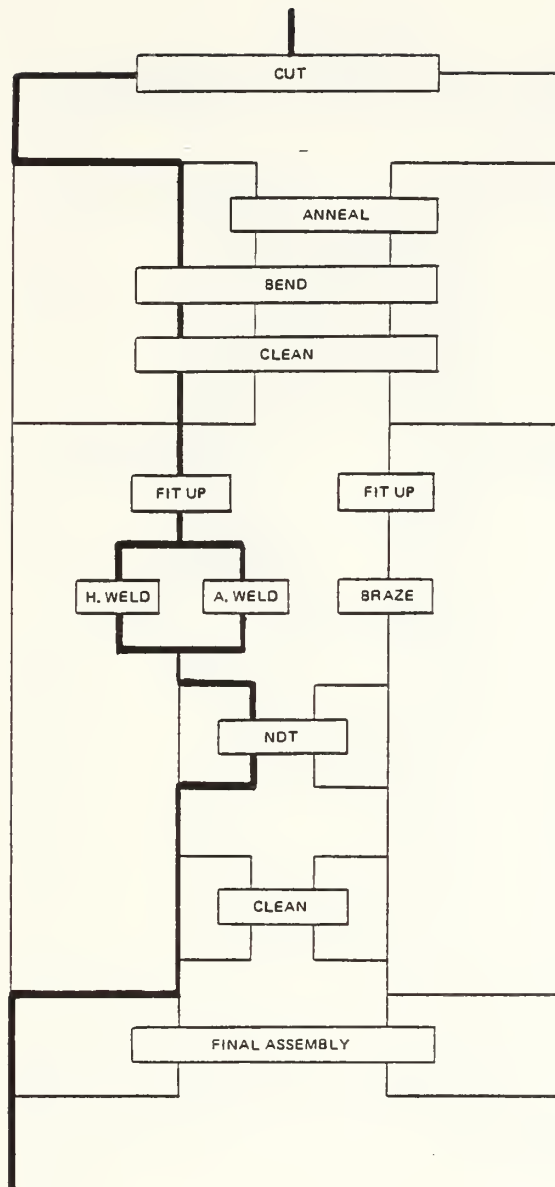 CUT
ANNEAL
BEND
CLEAN
FIT UP
FIT UP
H. WELD
A. WELD
BRAZE
NDT
CLEAN
FINAL ASSEMBLY